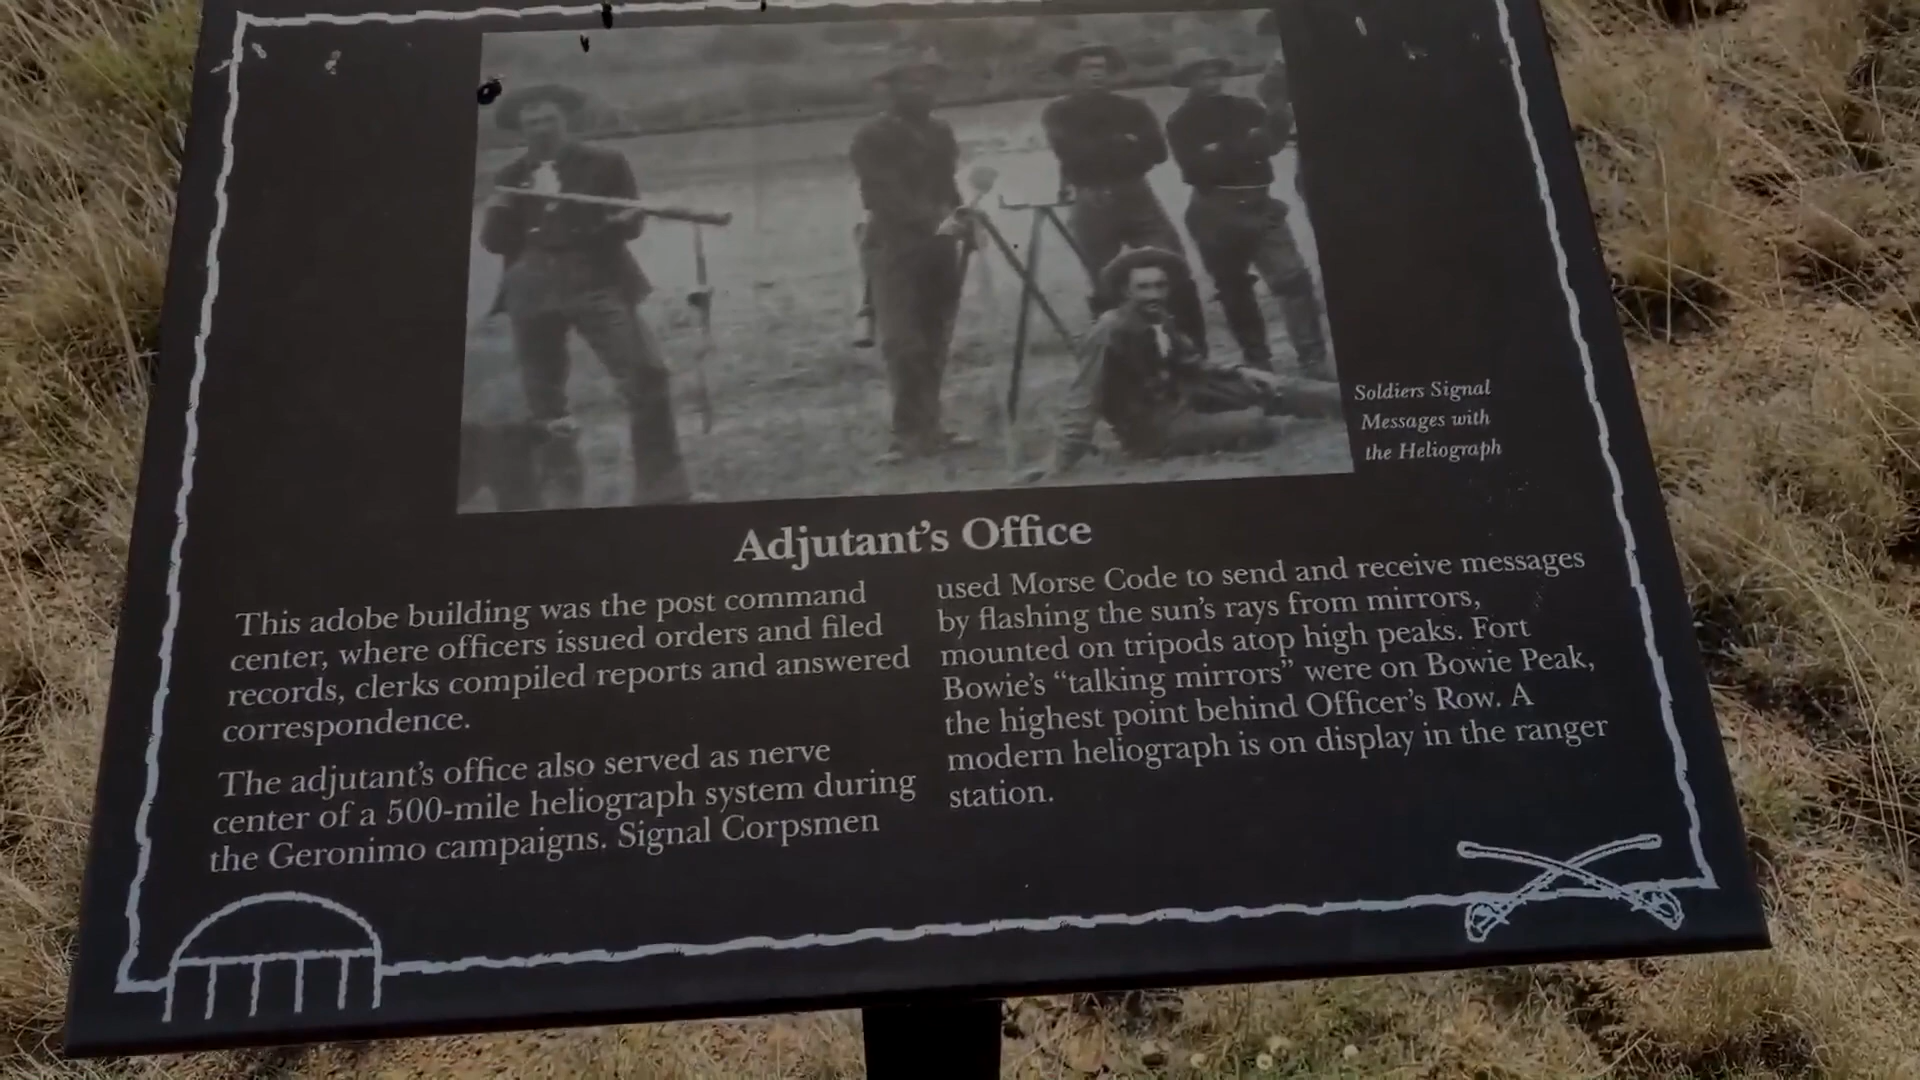 Soldiers Signal
Messages with
the Heliograph
Adjutant's Office
This adobe building was the post command
center, where officers issued orders and filed
records, clerks compiled reports and answered
correspondence.
The adjutant's office also served as nerve
center of a 500-mile heliograph system during
the Geronimo campaigns. Signal Corpsmen
used Morse Code to send and receive messages
by flashing the sun's rays from mirrors,
mounted on tripods atop high peaks. Fort
Bowie's “talking mirrors” were on Bowie Peak,
the highest point behind Officer's Row. A
modern heliograph is on display in the ranger
station.